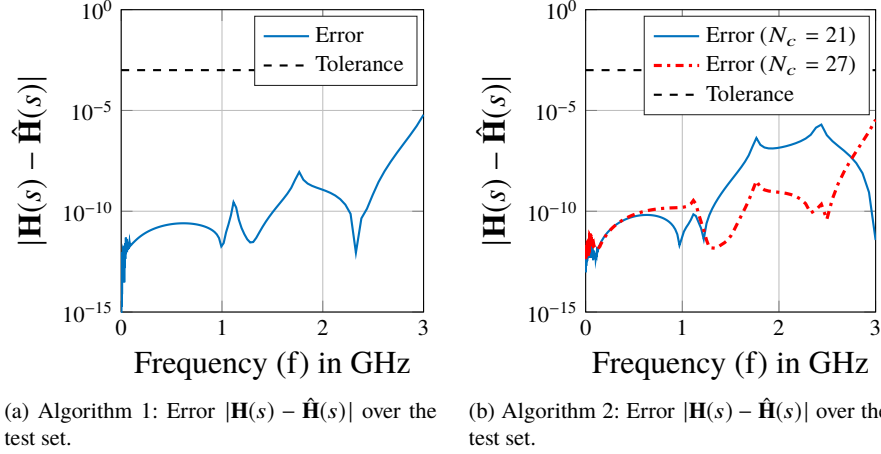 10^0
10^{-5}
10^{-10}
10^{-15}
|H(s) − Ĥ(s)|
Error
Tolerance
0 1 2 3
Frequency (f) in GHz
(a) Algorithm 1: Error |H(s) − Ĥ(s)| over the
test set.
10^0
10^{-5}
10^{-10}
10^{-15}
|H(s) − Ĥ(s)|
Error (N_c = 21)
Error (N_c = 27)
Tolerance
0 1 2 3
Frequency (f) in GHz
(b) Algorithm 2: Error |H(s) − Ĥ(s)| over the
test set.